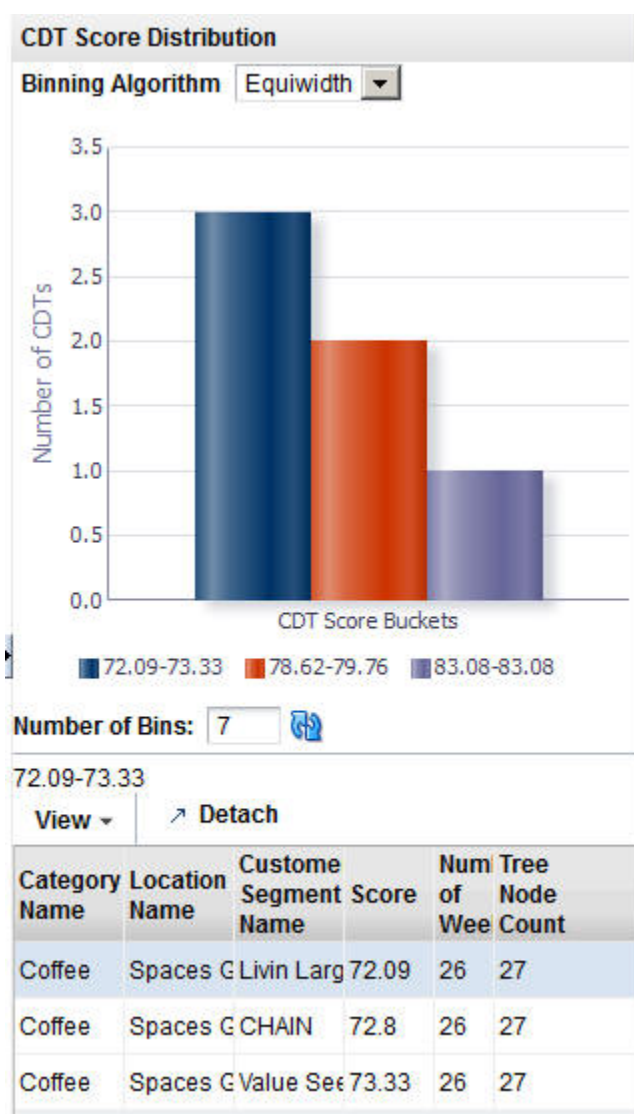 CDT Score Distribution
Binning Algorithm Equiwidth
3.5
3.0
2.5
2.0
1.5
1.0
0.5
0.0
Number of CDTs
CDT Score Buckets
72.09-73.33 78.62-79.76 83.08-83.08
Number of Bins: 7
72.09-73.33
View Detach
Category Name Location Name Custome Segment Name Score Num of Wee Tree Node Count
Coffee Spaces G Livin Larg 72.09 26 27
Coffee Spaces G CHAIN 72.8 26 27
Coffee Spaces G Value See 73.33 26 27